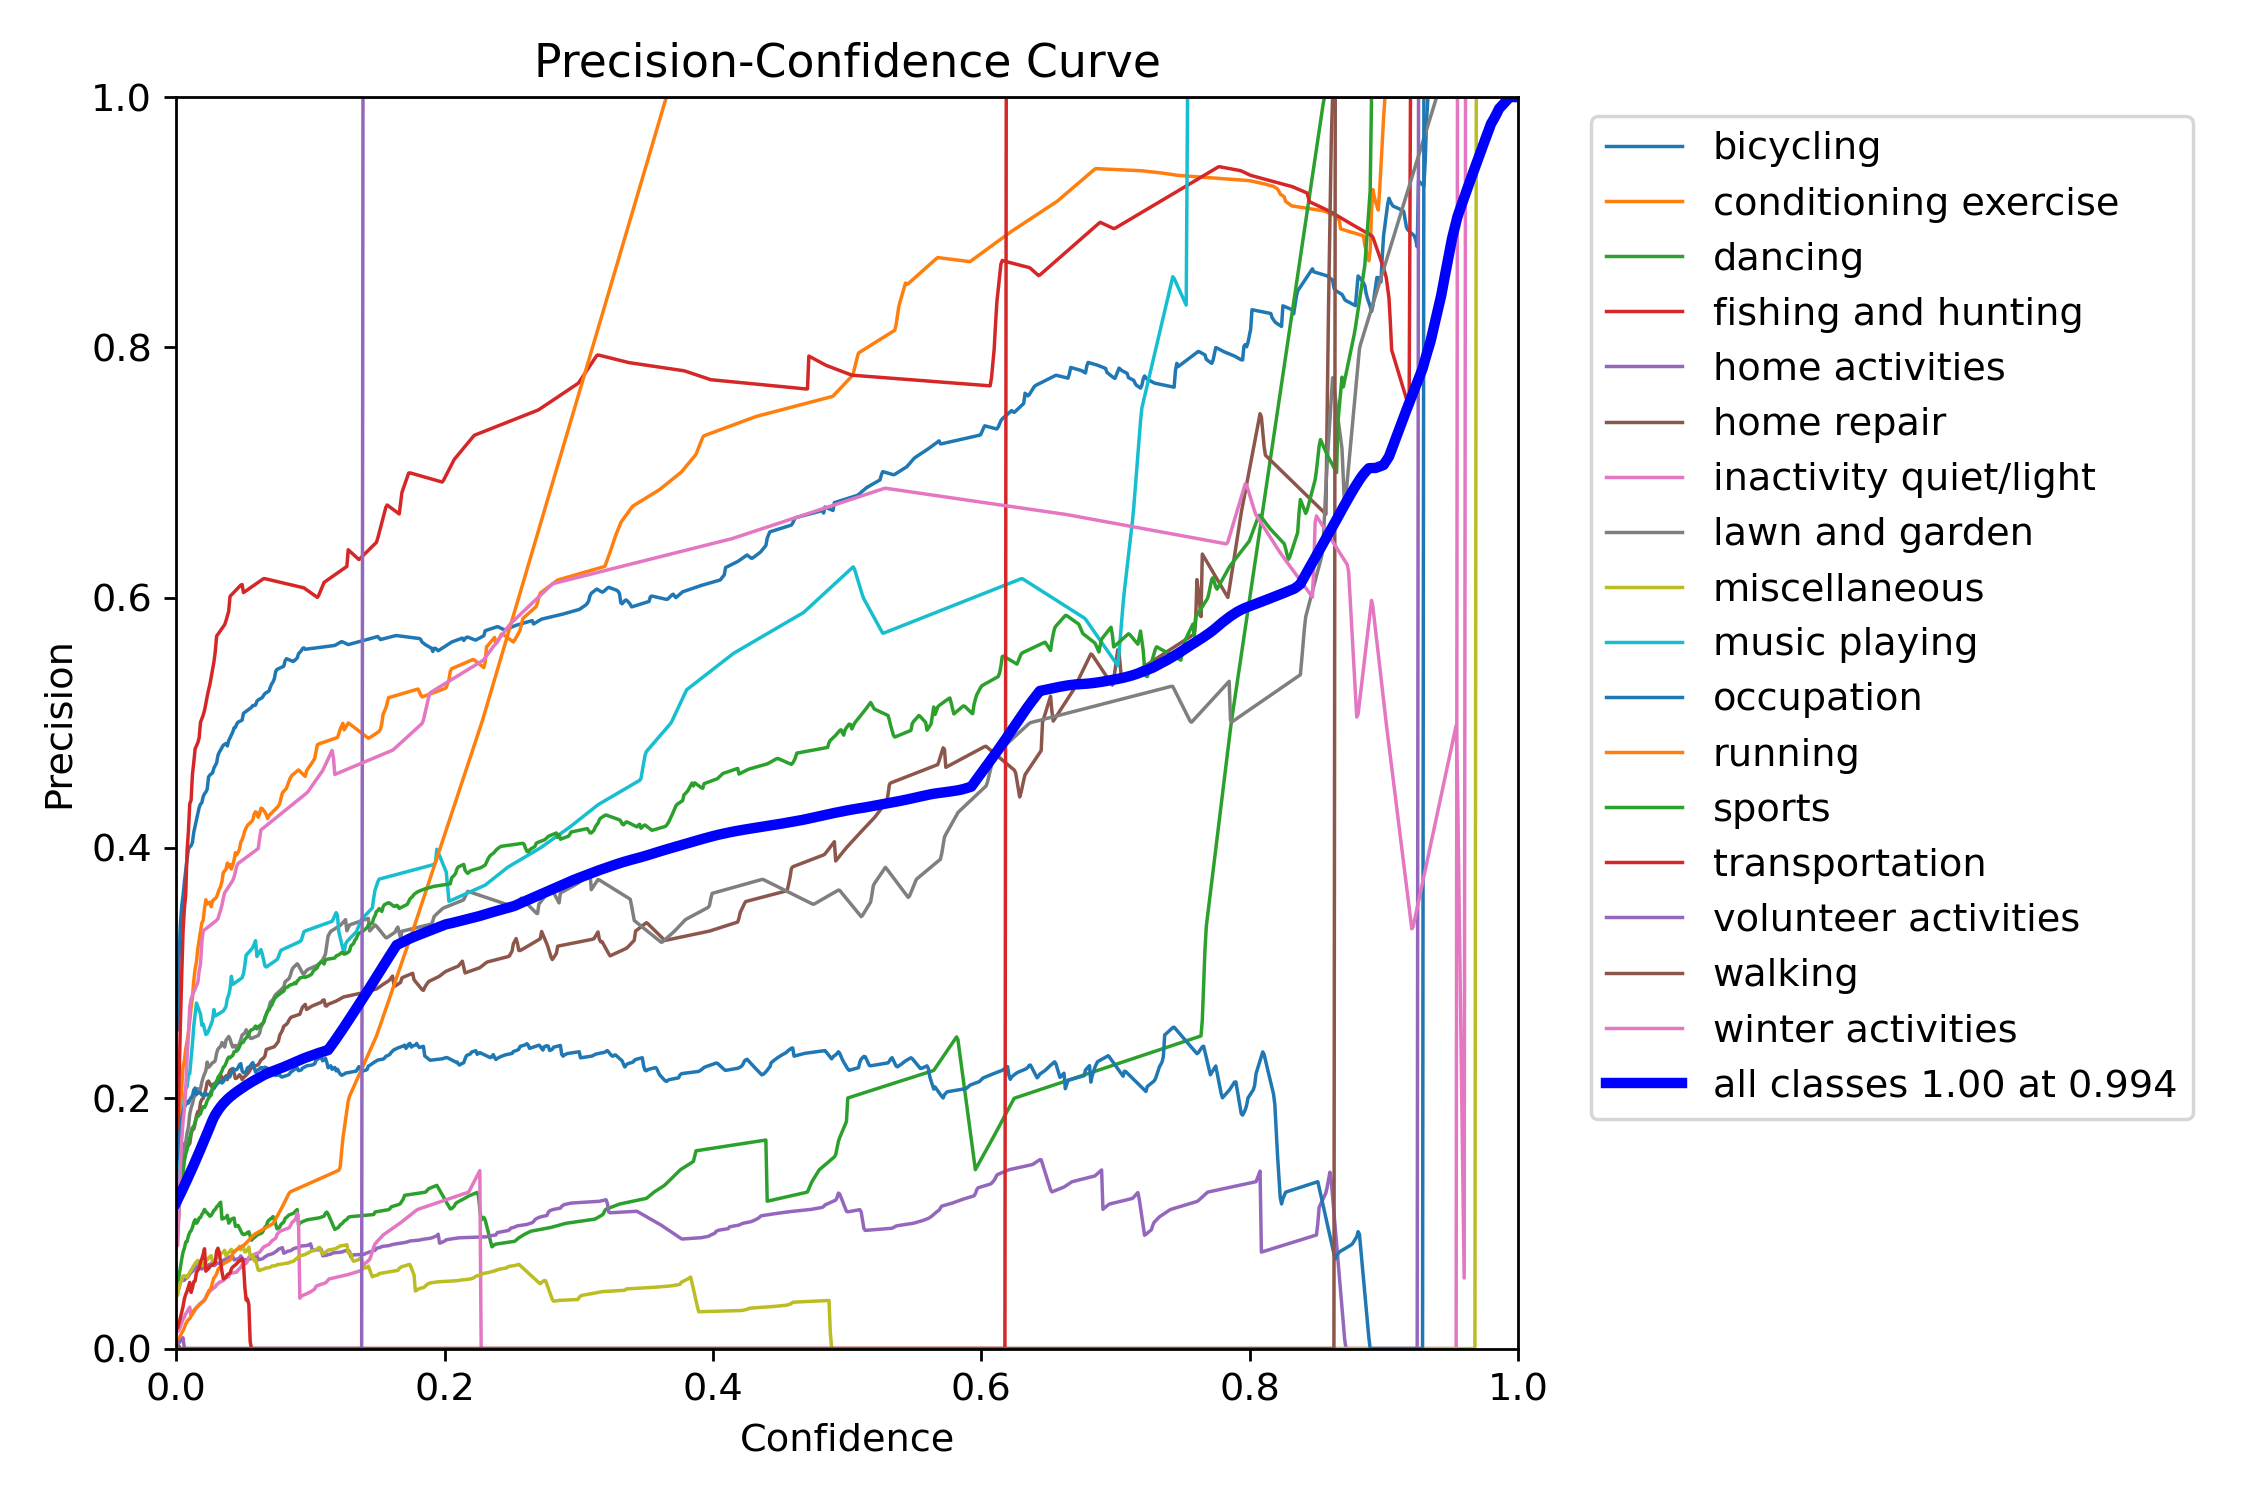 Precision-Confidence Curve
1.0
0.8
0.6
0.4
0.2
0.0
Precision
0.0 0.2 0.4 0.6 0.8 1.0
Confidence
bicycling
conditioning exercise
dancing
fishing and hunting
home activities
home repair
inactivity quiet/light
lawn and garden
miscellaneous
music playing
occupation
running
sports
transportation
volunteer activities
walking
winter activities
all classes 1.00 at 0.994